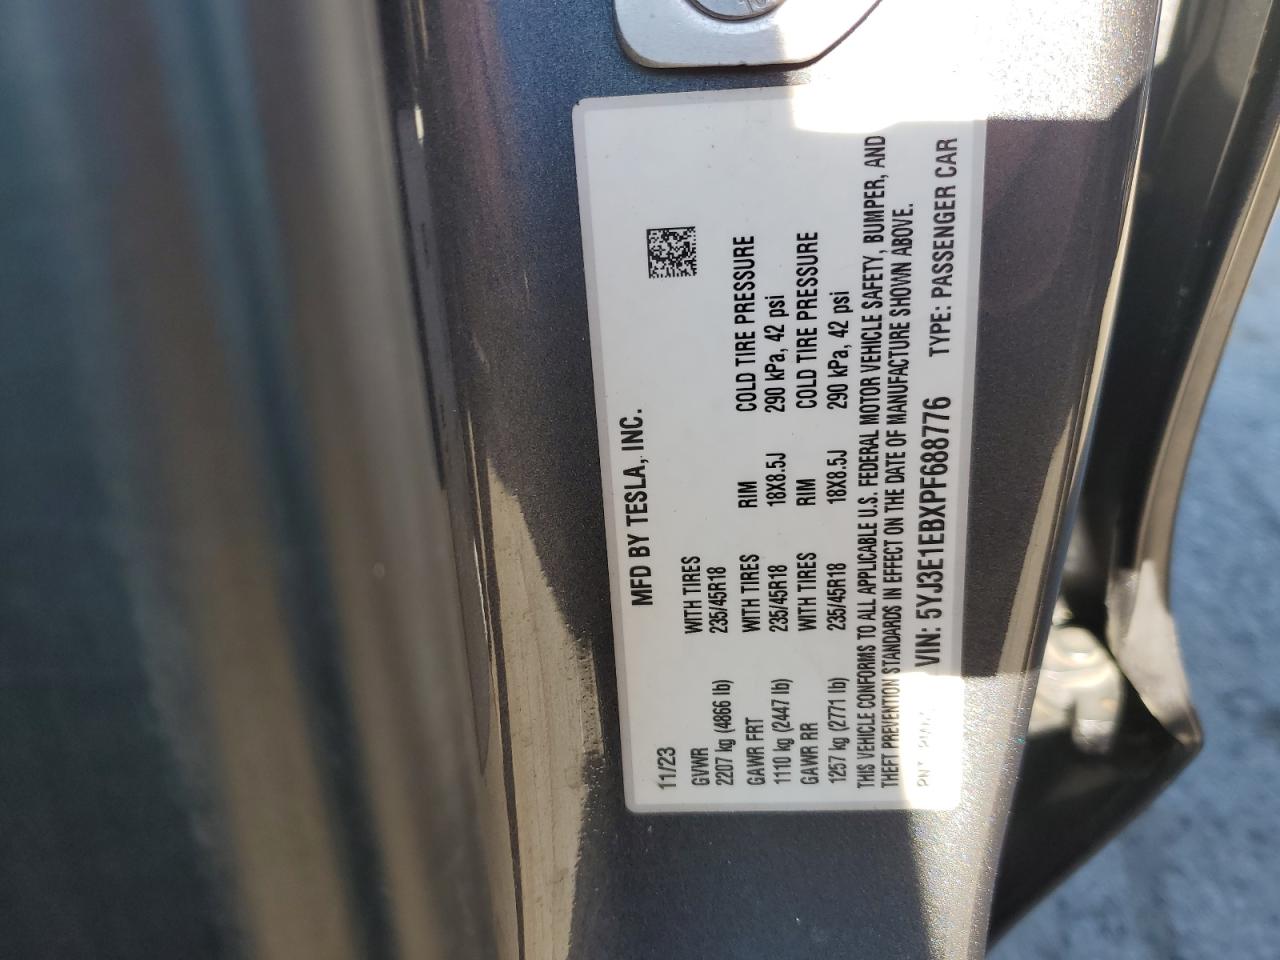 MFD BY TESLA, INC.
11/23
GVWR WITH TIRES RIM COLD TIRE PRESSURE
2207 kg (4866 lb) 235/45R18
GAWR FRT WITH TIRES RIM COLD TIRE PRESSURE
1110 kg (2447 lb) 235/45R18 18X8.5J 290 kPa, 42 psi
GAWR RR WITH TIRES RIM COLD TIRE PRESSURE
1257 kg (2771 lb) 235/45R18 18X8.5J 290 kPa, 42 psi
THIS VEHICLE CONFORMS TO ALL APPLICABLE U.S. FEDERAL MOTOR VEHICLE SAFETY, BUMPER, AND
THEFT PREVENTION STANDARDS IN EFFECT ON THE DATE OF MANUFACTURE SHOWN ABOVE.
VIN: 5YJ3E1EBXPF688776 TYPE: PASSENGER CAR